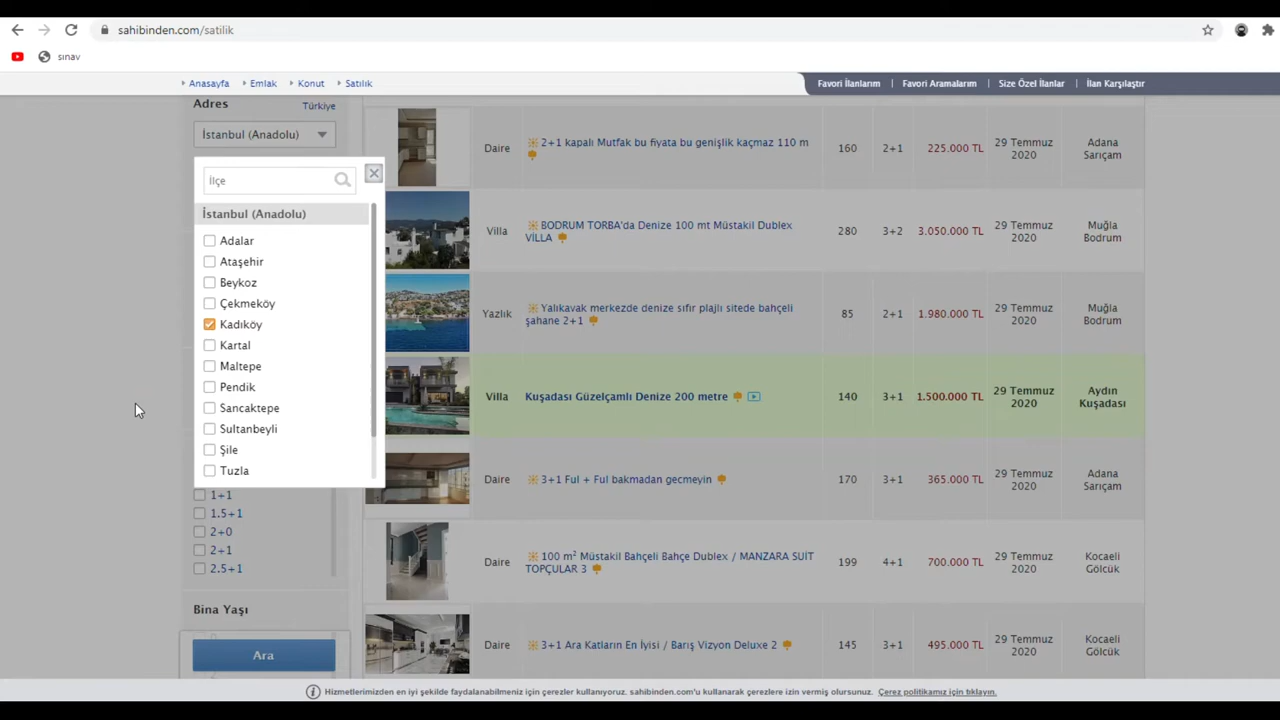 sahibinden.com/satilik
sınav
Anasayfa Emlak Konut Satılık
Favori İlanlarım | Favori Aramalarım | Size Özel İlanlar | İlan Karşılaştır
Adres Türkiye
İstanbul (Anadolu)
İlçe
İstanbul (Anadolu)
Adalar
Ataşehir
Beykoz
Çekmeköy
Kadıköy
Kartal
Maltepe
Pendik
Sancaktepe
Sultanbeyli
Şile
Tuzla
1+1
1.5+1
2+0
2+1
2.5+1
Bina Yaşı
Ara
Daire 2+1 kapalı Mutfak bu fiyata bu genişlik kaçmaz 110 m 160 2+1 225.000 TL 29 Temmuz Adana
2020 Sarıçam
Villa BODRUM TORBA'da Denize 100 mt Müstakil Dublex 280 3+2 3.050.000 TL 29 Temmuz Muğla
VİLLA 2020 Bodrum
Yazlık Yalıkavak merkezde denize sıfır plajlı sitede bahçeli 85 2+1 1.980.000 TL 29 Temmuz Muğla
şahane 2+1 2020 Bodrum
Villa Kuşadası Güzelçamlı Denize 200 metre 140 3+1 1.500.000 TL 29 Temmuz Aydın
2020 Kuşadası
Daire 3+1 Ful + Ful bakmadan gecmeyin 170 3+1 365.000 TL 29 Temmuz Adana
2020 Sarıçam
Daire 100 m² Müstakil Bahçeli Bahçe Dublex / MANZARA SUİT 199 4+1 700.000 TL 29 Temmuz Kocaeli
TOPÇULAR 3 2020 Gölcük
Daire 3+1 Ara Katların En İyisi / Barış Vizyon Deluxe 2 145 3+1 495.000 TL 29 Temmuz Kocaeli
2020 Gölcük
Hizmetlerimizden en iyi şekilde faydalanabilmeniz için çerezler kullanıyoruz. sahibinden.com'u kullanarak çerezlere izin vermiş olursunuz. Çerez politikamız için tıklayın.